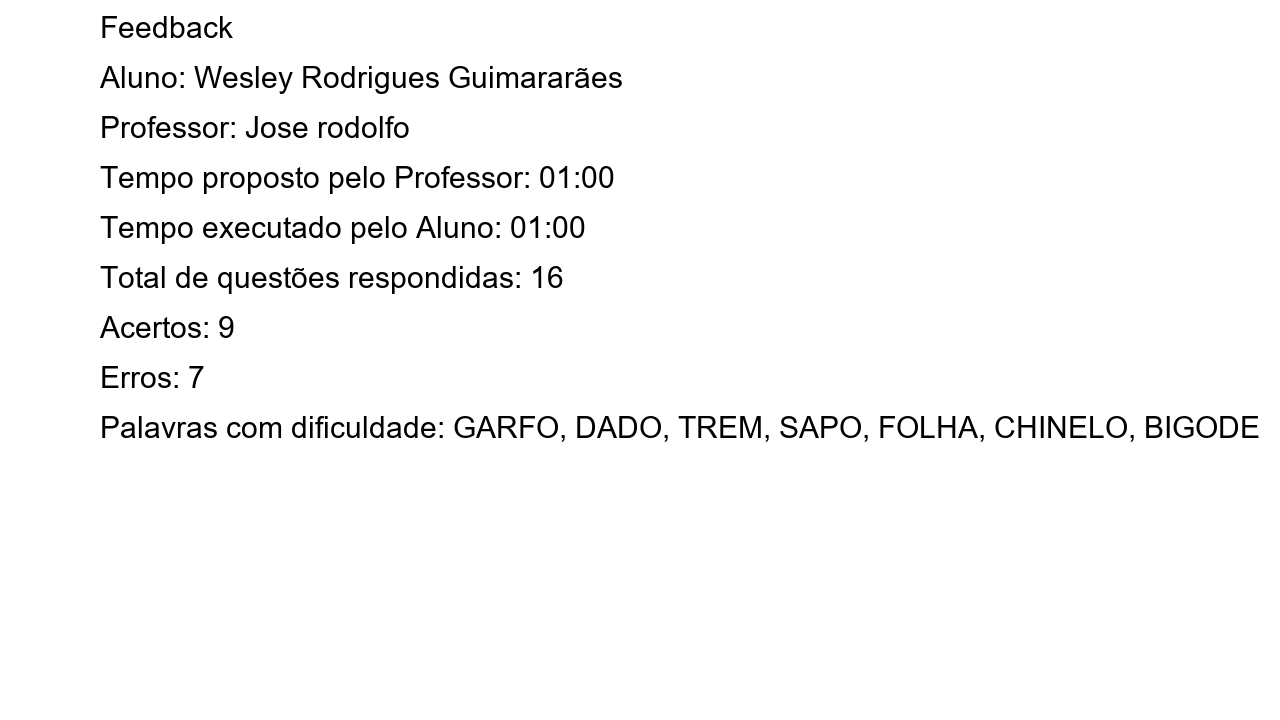 Feedback
Aluno: Wesley Rodrigues Guimararães
Professor: Jose rodolfo
Tempo proposto pelo Professor: 01:00
Tempo executado pelo Aluno: 01:00
Total de questões respondidas: 16
Acertos: 9
Erros: 7
Palavras com dificuldade: GARFO, DADO, TREM, SAPO, FOLHA, CHINELO, BIGODE